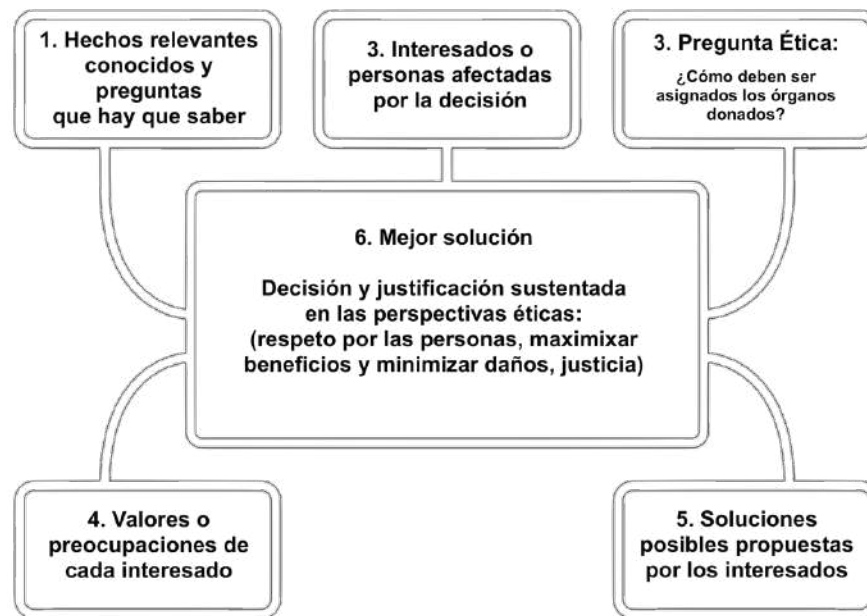 1. Hechos relevantes
conocidos y
preguntas
que hay que saber
3. Interesados o
personas afectadas
por la decisión
3. Pregunta Ética:
¿Cómo deben ser
asignados los órganos
donados?
6. Mejor solución
Decisión y justificación sustentada
en las perspectivas éticas:
(respeto por las personas, maximixar
beneficios y minimizar daños, justicia)
4. Valores o
preocupaciones de
cada interesado
5. Soluciones
posibles propuestas
por los interesados